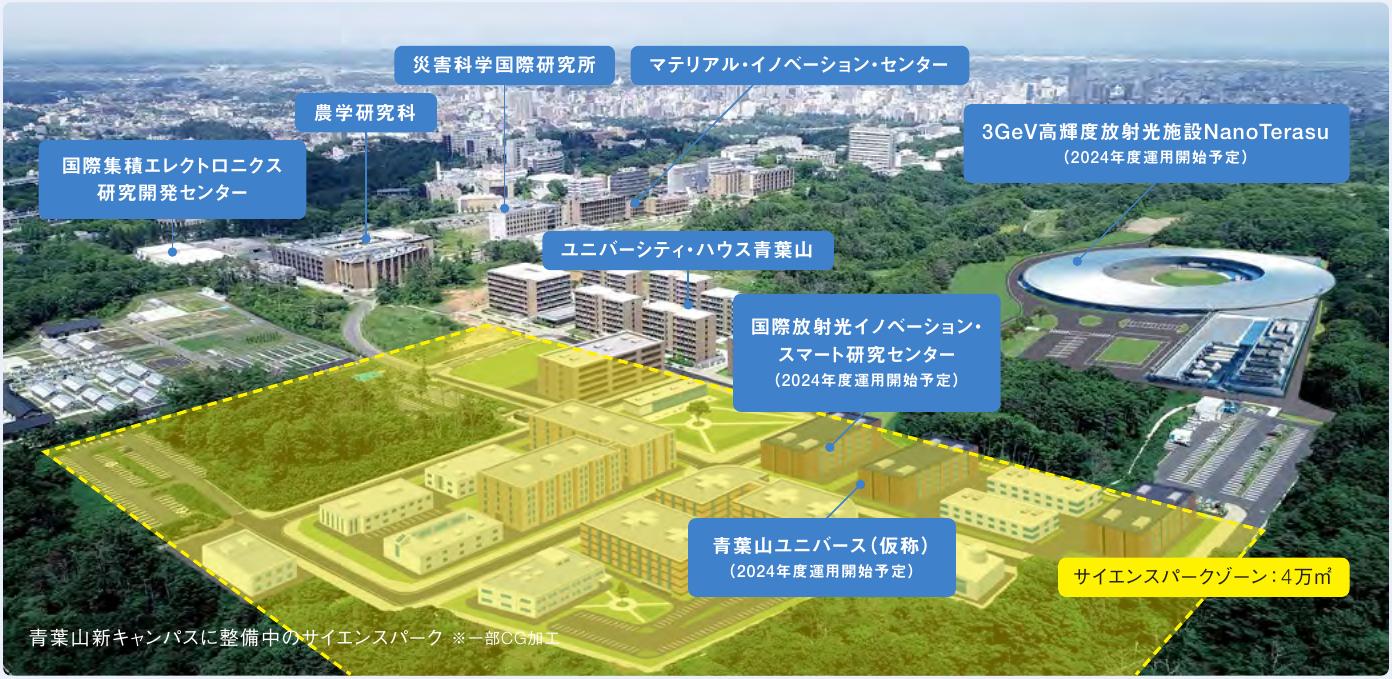 災害科学国際研究所
マテリアル・イノベーション・センター
農学研究科
3GeV高輝度放射光施設NanoTerasu
（2024年度運用開始予定）
国際集積エレクトロニクス
研究開発センター
ユニバーシティ・ハウス青葉山
国際放射光イノベーション・
スマート研究センター
（2024年度運用開始予定）
青葉山ユニバース（仮称）
（2024年度運用開始予定）
サイエンスパークゾーン：4万㎡
青葉山新キャンパスに整備中のサイエンスパーク ※一部CG加工